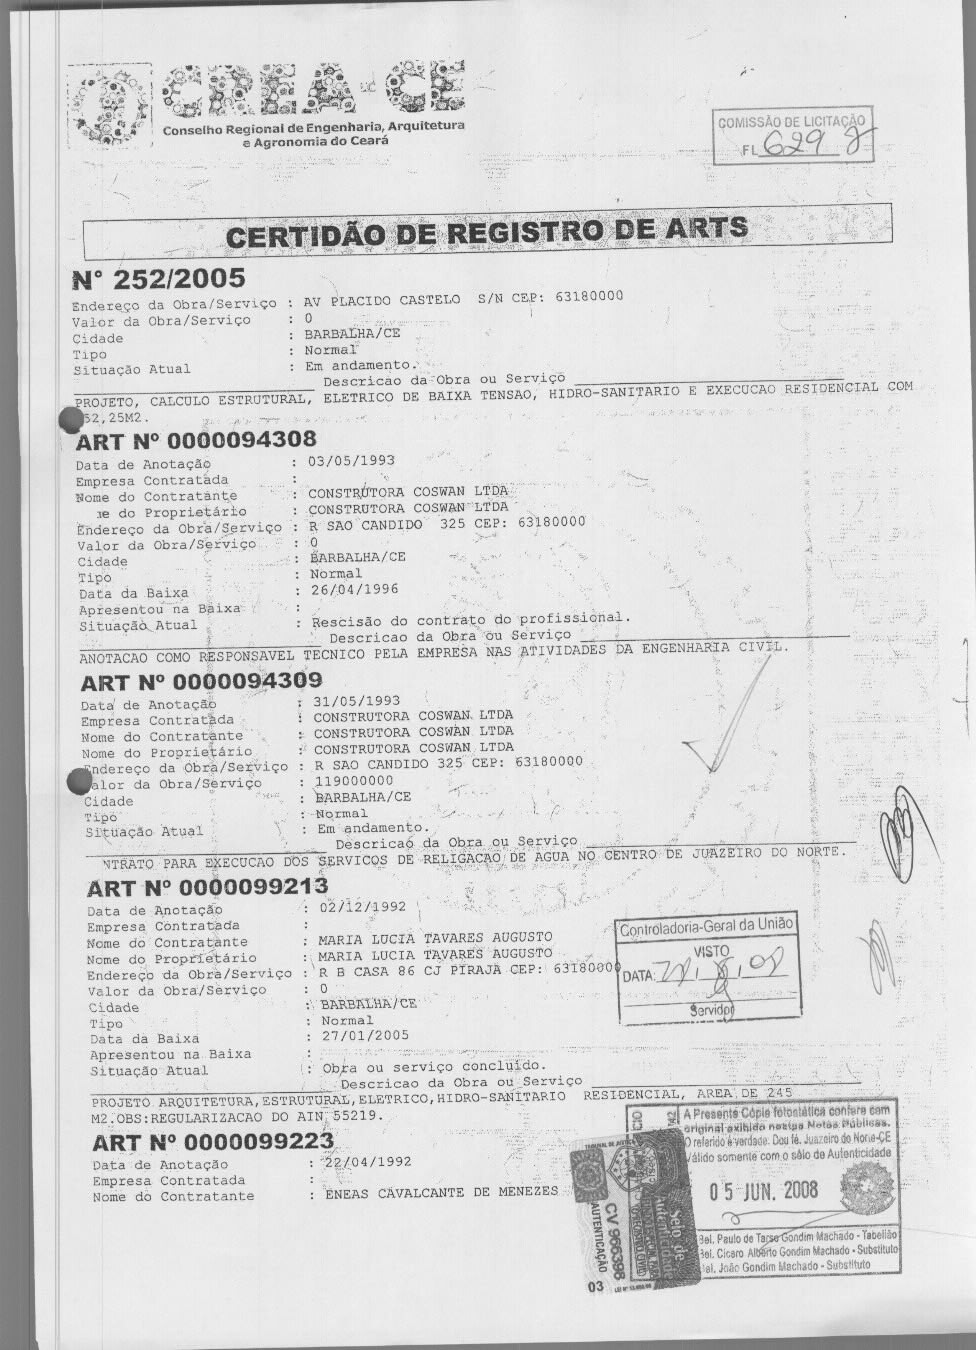 CREA-CE
Conselho Regional de Engenharia, Arquitetura
e Agronomia do Ceará
COMISSÃO DE LICITAÇÃO
FL 629
CERTIDÃO DE REGISTRO DE ARTS
N° 252/2005
Endereço da Obra/Serviço : AV PLACIDO CASTELO S/N CEP: 63180000
Valor da Obra/Serviço : 0
Cidade : BARBALHA/CE
Tipo : Normal
Situação Atual : Em andamento.
Descricao da Obra ou Serviço
PROJETO, CALCULO ESTRUTURAL, ELETRICO DE BAIXA TENSAO, HIDRO-SANITARIO E EXECUCAO RESIDENCIAL COM
52,25M2.
ART Nº 0000094308
Data de Anotação : 03/05/1993
Empresa Contratada :
Nome do Contratante : CONSTRUTORA COSWAN LTDA
e do Proprietário : CONSTRUTORA COSWAN LTDA
Endereço da Obra/Serviço : R SAO CANDIDO 325 CEP: 63180000
Valor da Obra/Serviço : 0
Cidade : BARBALHA/CE
Tipo : Normal
Data da Baixa : 26/04/1996
Apresentou na Baixa :
Situação Atual : Rescisão do contrato do profissional.
Descricao da Obra ou Serviço
ANOTACAO COMO RESPONSAVEL TECNICO PELA EMPRESA NAS ATIVIDADES DA ENGENHARIA CIVIL.
ART Nº 0000094309
Data de Anotação : 31/05/1993
Empresa Contratada : CONSTRUTORA COSWAN LTDA
Nome do Contratante : CONSTRUTORA COSWAN LTDA
Nome do Proprietário : CONSTRUTORA COSWAN LTDA
Endereço da Obra/Serviço : R SAO CANDIDO 325 CEP: 63180000
alor da Obra/Serviço : 119000000
Cidade : BARBALHA/CE
Tipo : Normal
Situação Atual : Em andamento.
Descricao da Obra ou Serviço
NTRATO PARA EXECUCAO DOS SERVICOS DE RELIGACAO DE AGUA NO CENTRO DE JUAZEIRO DO NORTE.
ART Nº 0000099213
Data de Anotação : 02/12/1992
Empresa Contratada :
Nome do Contratante : MARIA LUCIA TAVARES AUGUSTO
Nome do Proprietário : MARIA LUCIA TAVARES AUGUSTO
Endereço da Obra/Serviço : R B CASA 86 CJ PIRAJA CEP: 63180000
Valor da Obra/Serviço : 0
Cidade : BARBALHA/CE
Tipo : Normal
Data da Baixa : 27/01/2005
Apresentou na Baixa :
Situação Atual : Obra ou serviço concluído.
Descricao da Obra ou Serviço
PROJETO ARQUITETURA,ESTRUTURAL,ELETRICO,HIDRO-SANITARIO RESIDENCIAL, AREA DE 245
M2.OBS:REGULARIZACAO DO AIN 55219.
Controladoria-Geral da União
VISTO
DATA:
Servidor
ART Nº 0000099223
Data de Anotação : 22/04/1992
Empresa Contratada :
Nome do Contratante : ENEAS CAVALCANTE DE MENEZES
A Presente Cópia fotostática confere com
original exibido nestas Notas Públicas.
O referido é verdade. Dou fé. Juazeiro do Norte-CE
Válido somente com o sêlo de Autenticidade
05 JUN. 2008
Bel. Paulo de Tarso Gondim Machado - Tabelião
Bel. Cicero Alberto Gondim Machado - Substituto
Bel. João Gondim Machado - Substituto
Selo de
Autenticidade
CV 966398
AUTENTICAÇÃO
03